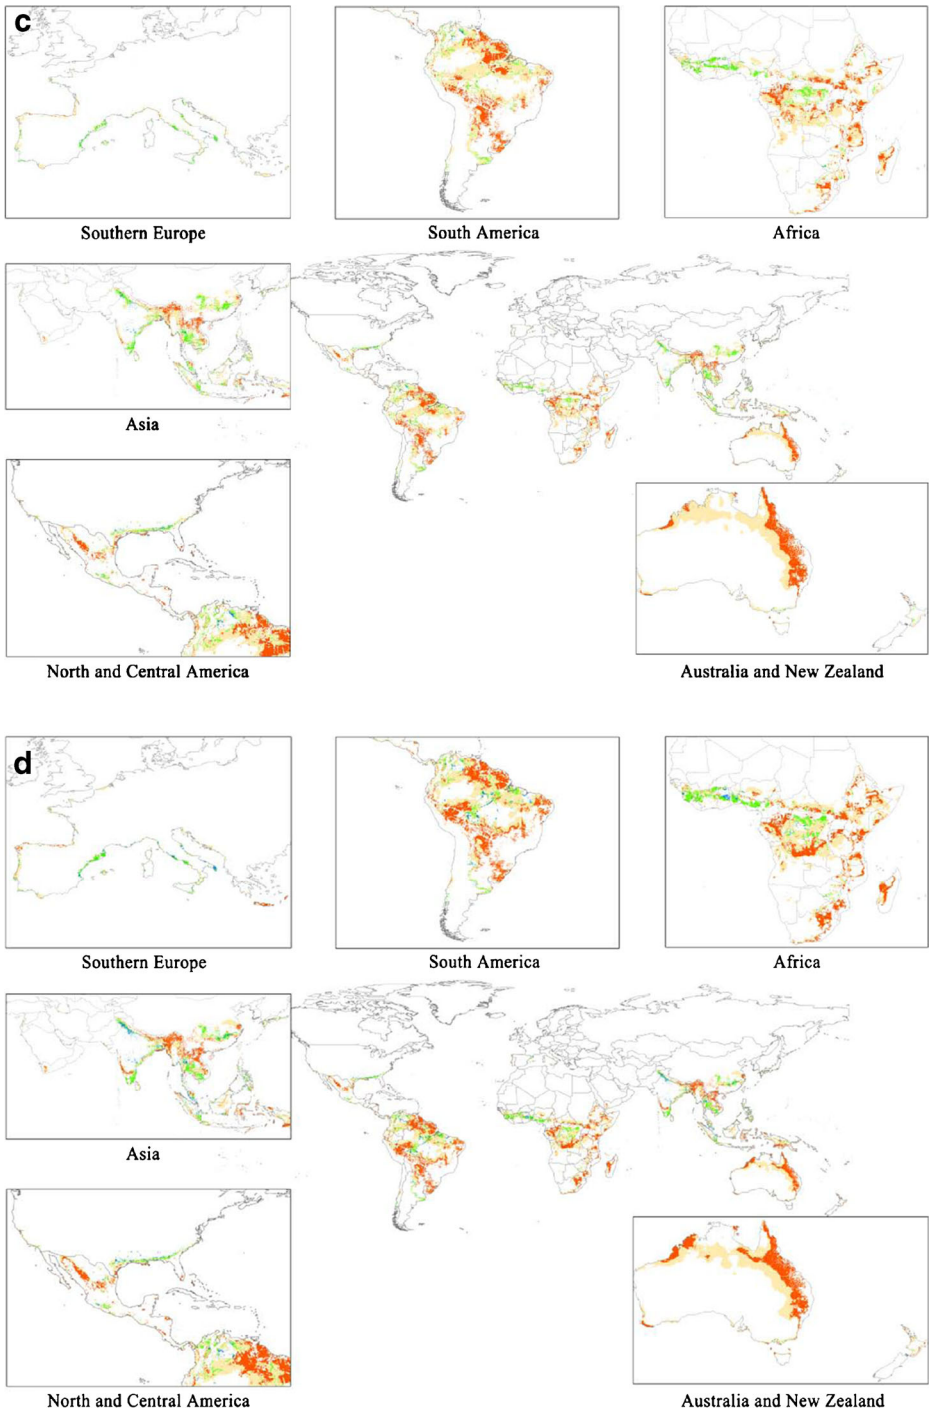 c
Southern Europe
South America
Africa
Asia
North and Central America
Australia and New Zealand
d
Southern Europe
South America
Africa
Asia
North and Central America
Australia and New Zealand